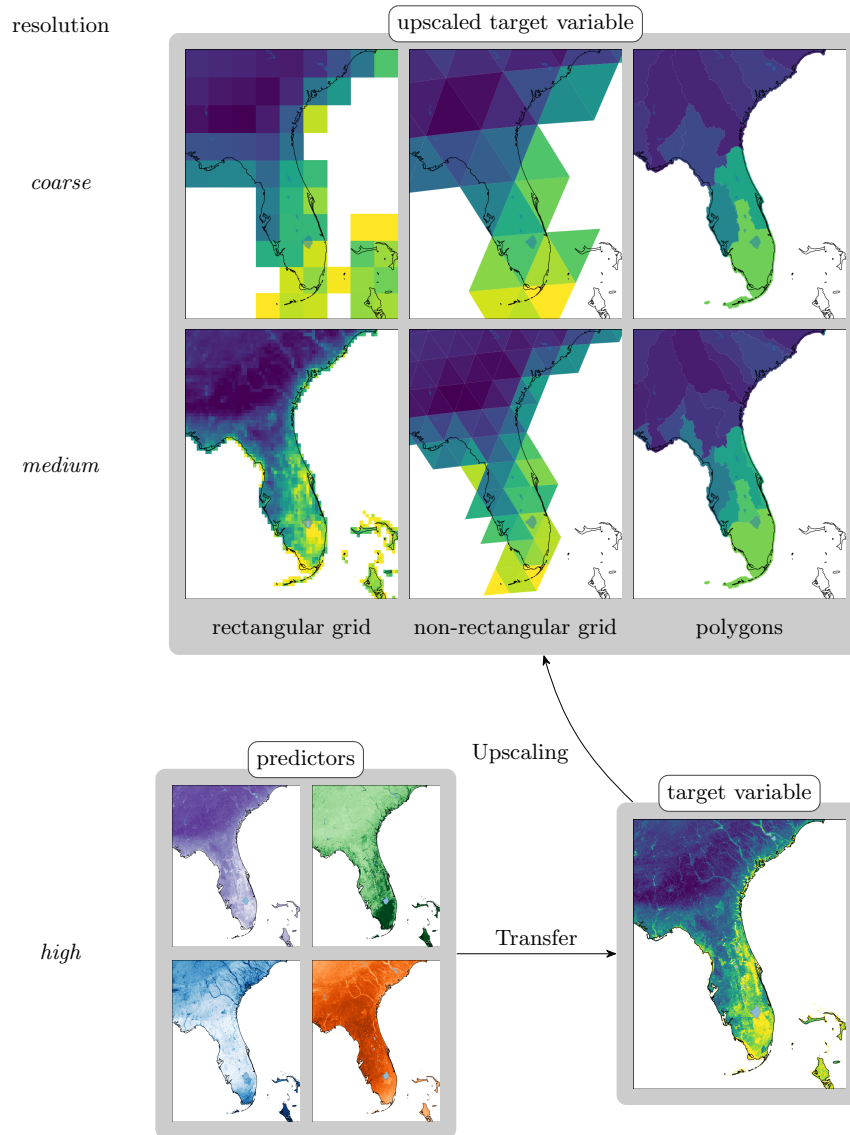 resolution
upscaled target variable
coarse
medium
rectangular grid
non-rectangular grid
polygons
Upscaling
predictors
target variable
high
Transfer